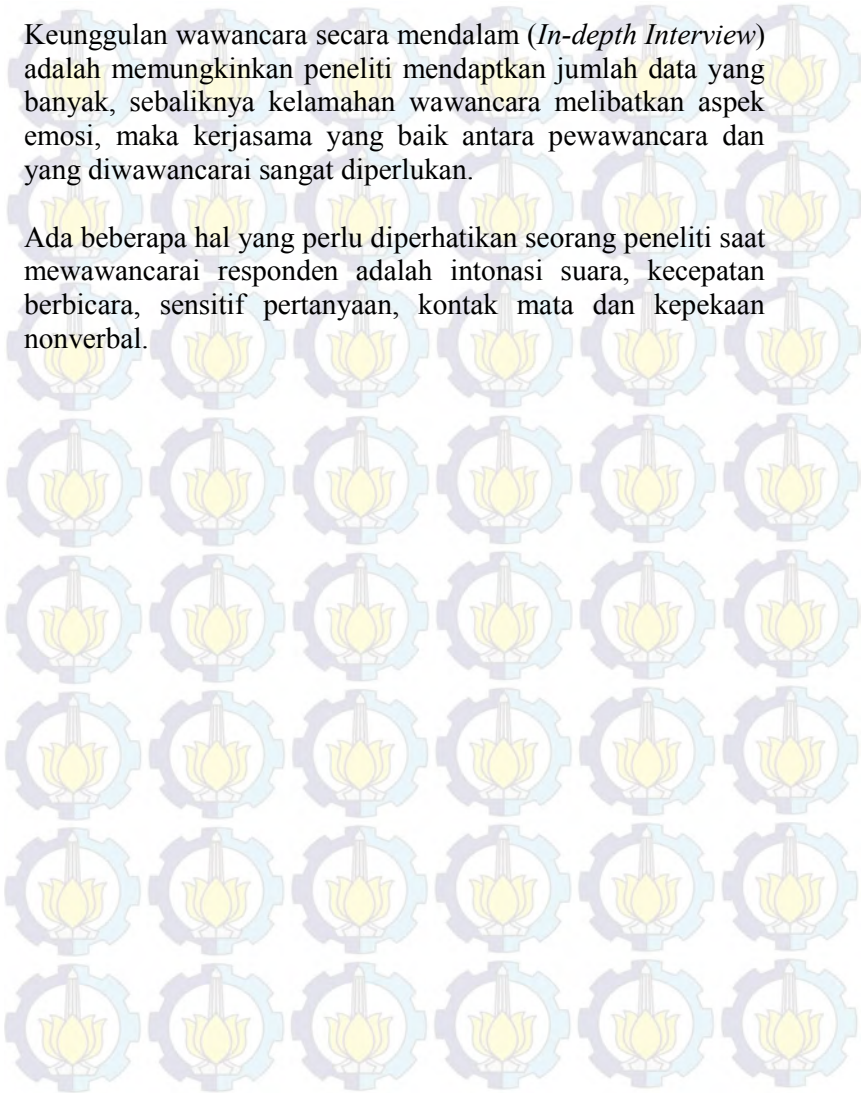 Keunggulan wawancara secara mendalam (In-depth Interview)
adalah memungkinkan peneliti mendaptkan jumlah data yang
banyak, sebaliknya kelamahan wawancara melibatkan aspek
emosi, maka kerjasama yang baik antara pewawancara dan
yang diwawancarai sangat diperlukan.
Ada beberapa hal yang perlu diperhatikan seorang peneliti saat
mewawancarai responden adalah intonasi suara, kecepatan
berbicara, sensitif pertanyaan, kontak mata dan kepekaan
nonverbal.